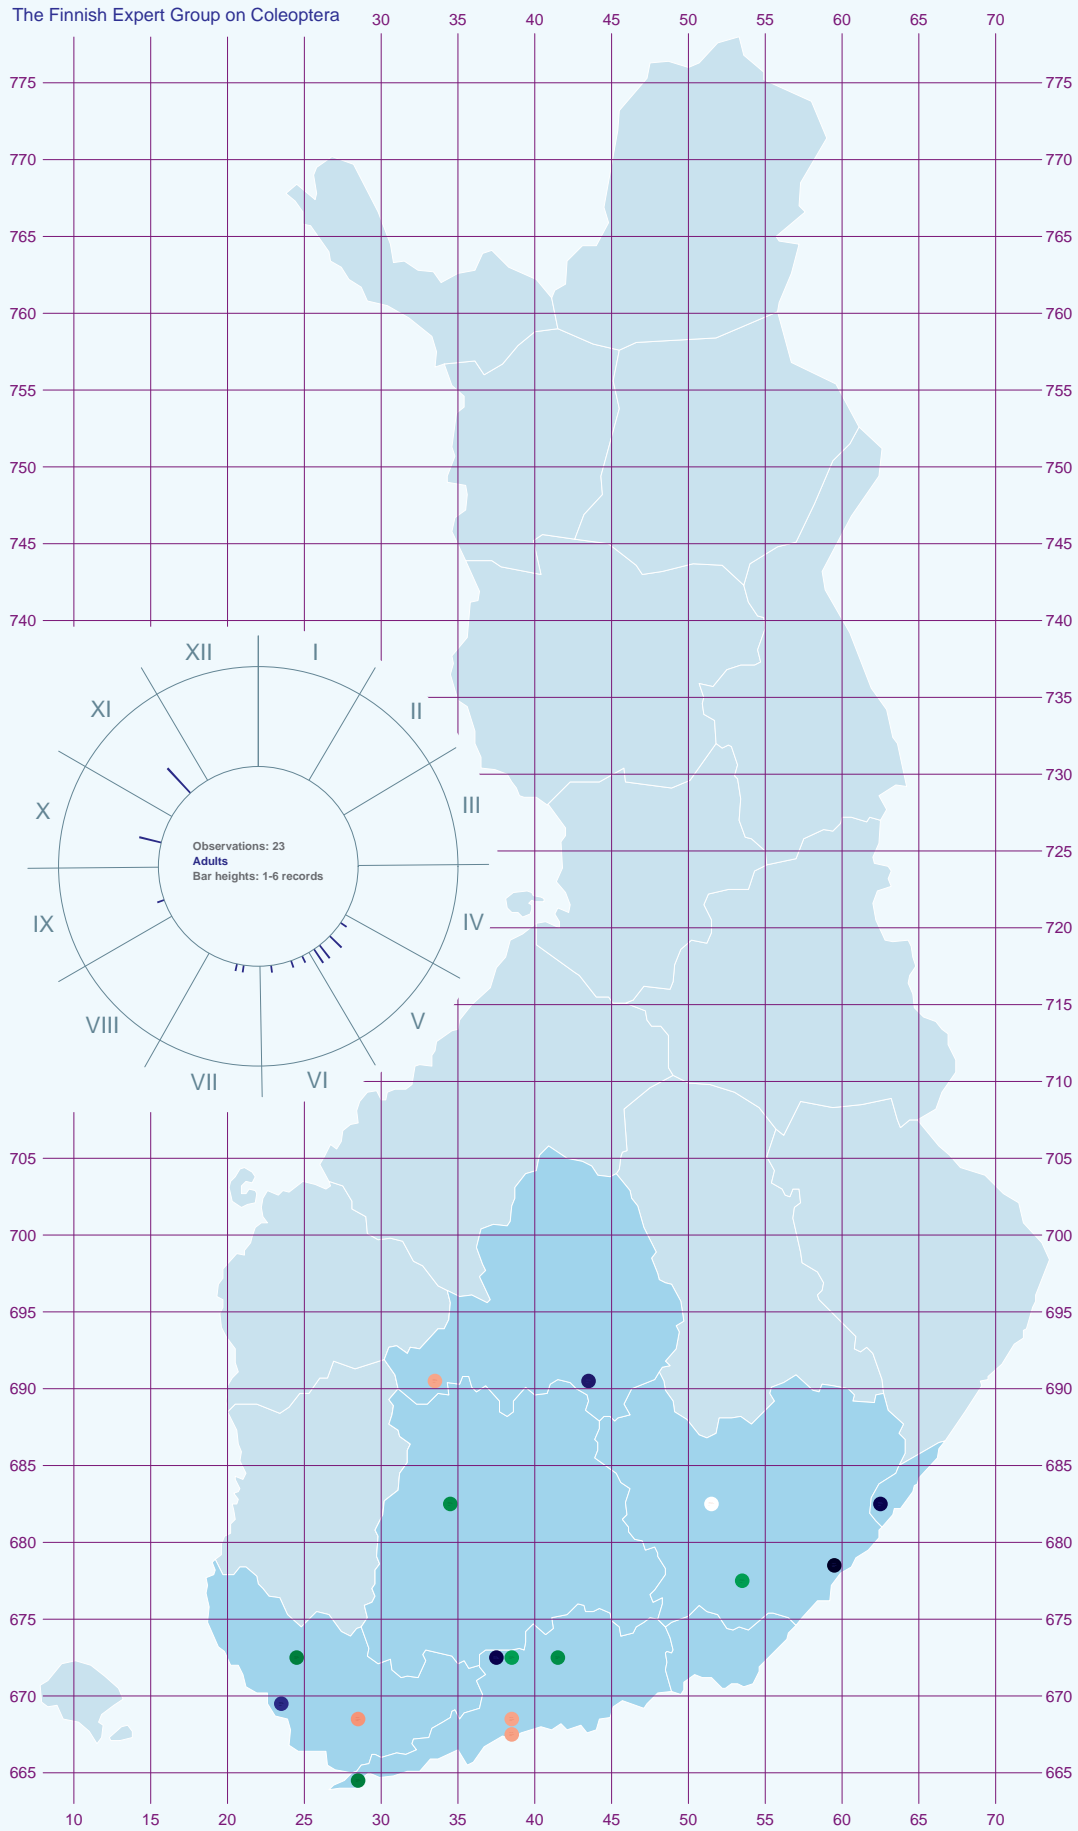 The Finnish Expert Group on Coleoptera
30 35 40 45 50 55 60 65 70
775 775
770 770
765 765
760 760
755 755
750 750
745 745
740 740
XII I
735
XI II
730
X III
Observations: 23
Adults
Bar heights: 1-6 records
725
IX IV
720
VIII V
715
VII VI
710
705 705
700 700
695 695
690 690
685 685
680 680
675 675
670 670
665 665
10 15 20 25 30 35 40 45 50 55 60 65 70